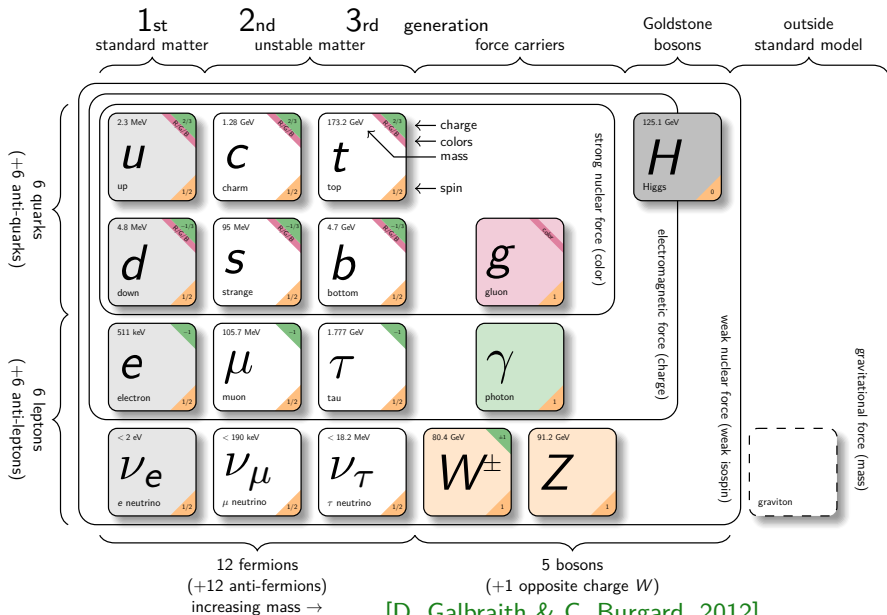 1st 2nd 3rd generation
standard matter
unstable matter
force carriers
Goldstone
bosons
outside
standard model
6 quarks
(+6 anti-quarks)
6 leptons
(+6 anti-leptons)
2.3 MeV
2/3
R/G/B
u
up
1/2
1.28 GeV
2/3
R/G/B
c
charm
1/2
173.2 GeV
2/3
R/G/B
t
top
1/2
charge
colors
mass
spin
125.1 GeV
H
Higgs
0
4.8 MeV
−1/3
R/G/B
d
down
1/2
95 MeV
−1/3
R/G/B
s
strange
1/2
4.7 GeV
−1/3
R/G/B
b
bottom
1/2
color
g
gluon
1
strong nuclear force (color)
511 keV
−1
e
electron
1/2
105.7 MeV
−1
μ
muon
1/2
1.777 GeV
−1
τ
tau
1/2
γ
photon
1
electromagnetic force (charge)
< 2 eV
νe
e neutrino
1/2
< 190 keV
νμ
μ neutrino
1/2
< 18.2 MeV
ντ
τ neutrino
1/2
80.4 GeV
±1
W±
1
91.2 GeV
Z
1
weak nuclear force (weak isospin)
graviton
gravitational force (mass)
12 fermions
(+12 anti-fermions)
increasing mass →
5 bosons
(+1 opposite charge W)
[D. Galbraith & C. Burgard, 2012]